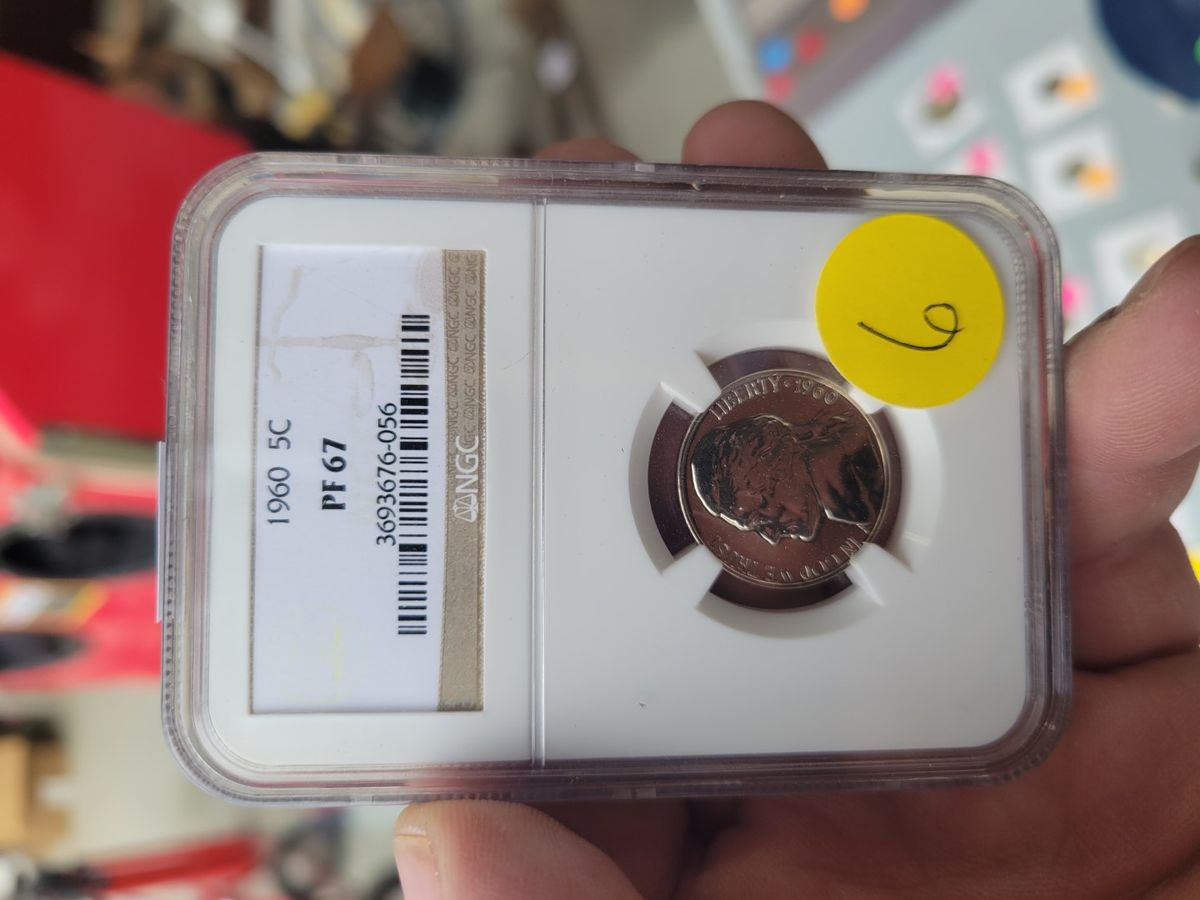 1960 5C
PF 67
3693676-056
NGC
LIBERTY · 1960
IN GOD WE TRUST
6